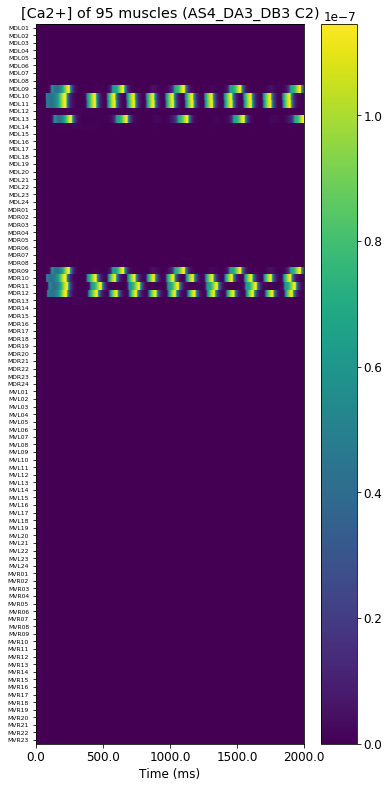 [Ca2+] of 95 muscles (AS4_DA3_DB3 C2)
1e−7
MDL01
MDL02
MDL03
MDL04
MDL05
MDL06
MDL07
MDL08
MDL09
MDL10
MDL11
MDL12
MDL13
MDL14
MDL15
MDL16
MDL17
MDL18
MDL19
MDL20
MDL21
MDL22
MDL23
MDL24
MDR01
MDR02
MDR03
MDR04
MDR05
MDR06
MDR07
MDR08
MDR09
MDR10
MDR11
MDR12
MDR13
MDR14
MDR15
MDR16
MDR17
MDR18
MDR19
MDR20
MDR21
MDR22
MDR23
MDR24
MVL01
MVL02
MVL03
MVL04
MVL05
MVL06
MVL07
MVL08
MVL09
MVL10
MVL11
MVL12
MVL13
MVL14
MVL15
MVL16
MVL17
MVL18
MVL19
MVL20
MVL21
MVL22
MVL23
MVL24
MVR01
MVR02
MVR03
MVR04
MVR05
MVR06
MVR07
MVR08
MVR09
MVR10
MVR11
MVR12
MVR13
MVR14
MVR15
MVR16
MVR17
MVR18
MVR19
MVR20
MVR21
MVR22
MVR23
0.0 500.0 1000.0 1500.0 2000.0
Time (ms)
1.0
0.8
0.6
0.4
0.2
0.0